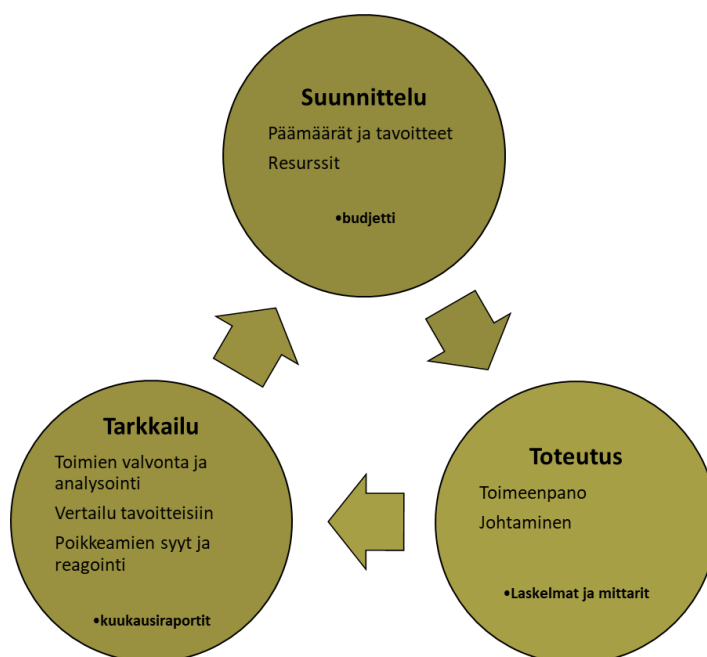 Suunnittelu
Päämäärät ja tavoitteet
Resurssit
•budjetti
Tarkkailu
Toimien valvonta ja
analysointi
Vertailu tavoitteisiin
Poikkeamien syyt ja
reagointi
•kuukausiraportit
Toteutus
Toimeenpano
Johtaminen
•Laskelmat ja mittarit